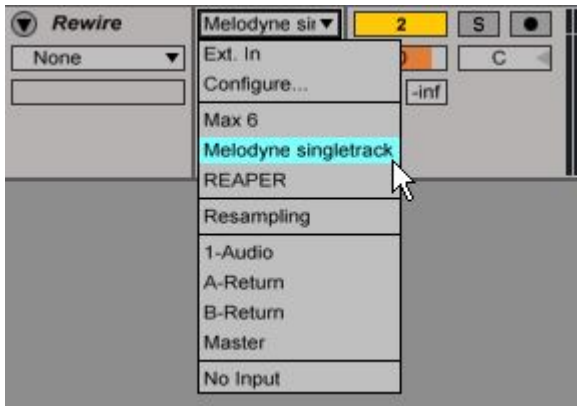 Rewire
Melodyne sir
2
S
None
C
-inf
Ext. In
Configure...
Max 6
Melodyne singletrack
REAPER
Resampling
1-Audio
A-Return
B-Return
Master
No Input